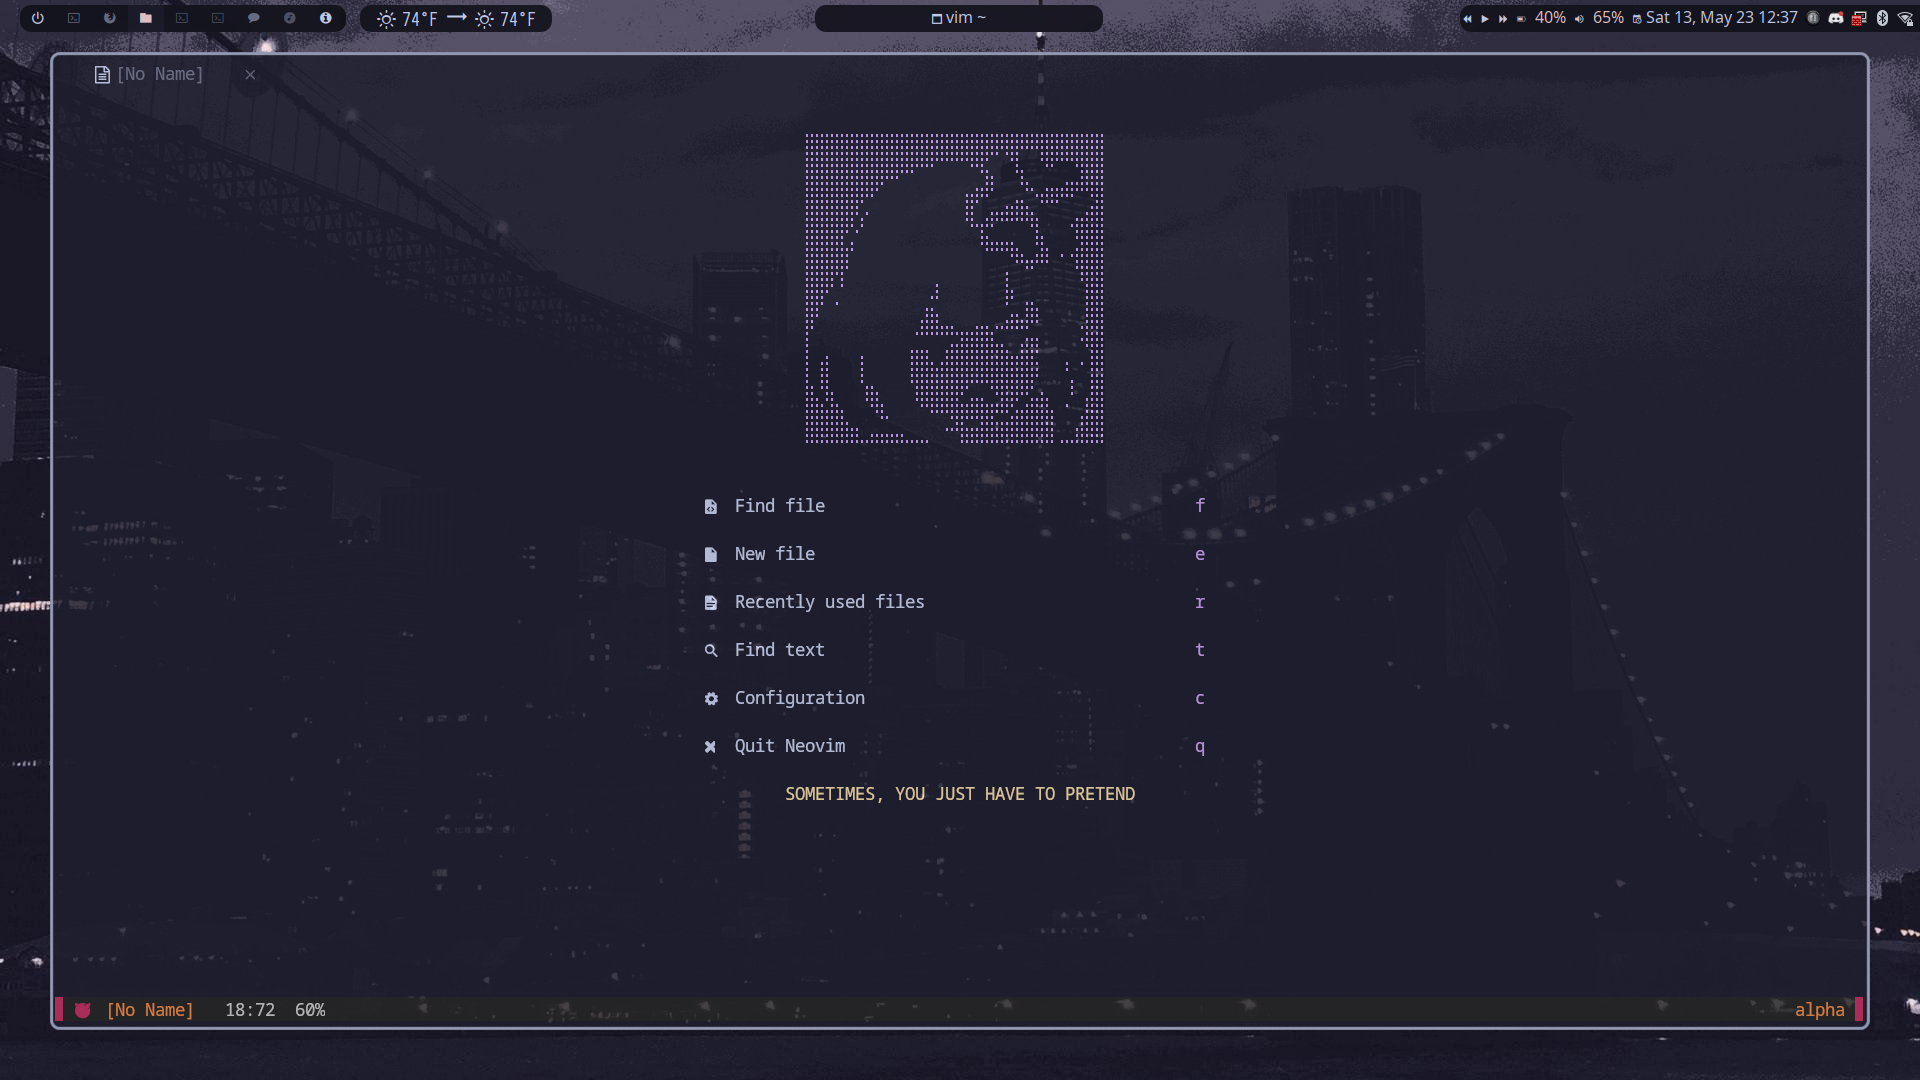 74°F 74°F
vim ~
40% 65% Sat 13, May 23 12:37
[No Name]
Find file f
New file e
Recently used files r
Find text t
Configuration c
Quit Neovim q
SOMETIMES, YOU JUST HAVE TO PRETEND
[No Name] 18:72 60% alpha